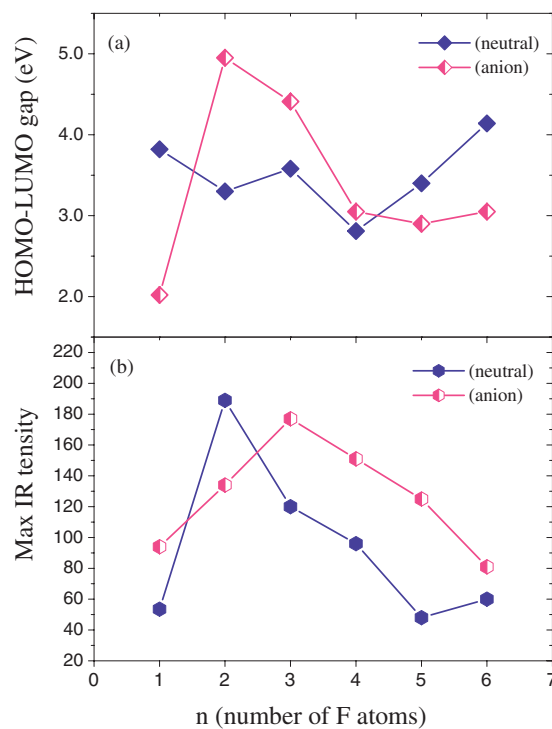 HOMO-LUMO gap (eV)
5.0
4.0
3.0
2.0
(a)
(neutral)
(anion)
Max IR tensity
220
200
180
160
140
120
100
80
60
40
20
(b)
(neutral)
(anion)
0 1 2 3 4 5 6 7
n (number of F atoms)